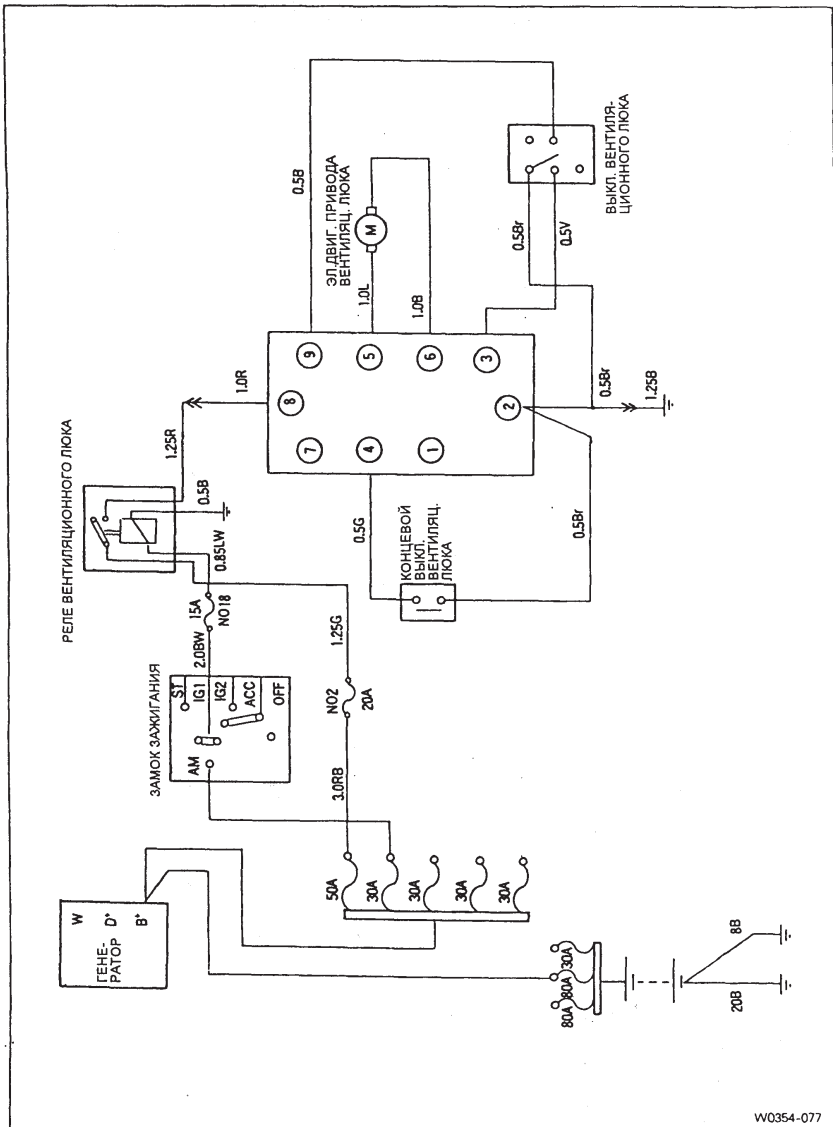 РЕЛЕ ВЕНТИЛЯЦИОННОГО ЛЮКА
1.25R
1.0R
0.5B
0.85LW
15A
NO18
2.0BW
ЗАМОК ЗАЖИГАНИЯ
ST
IG1
IG2
ACC
OFF
AM
1.25G
NO2
20A
3.0RB
ГЕНЕ-
РАТОР
W
D+
B+
50A
30A
30A
30A
30A
80A
80A
30A
20B
8B
0.5B
ЭЛ.ДВИГ. ПРИВОДА
ВЕНТИЛЯЦ. ЛЮКА
M
1.0L
1.0B
ВЫКЛ. ВЕНТИЛЯ-
ЦИОННОГО ЛЮКА
0.5Br
0.5V
9
5
6
3
8
2
7
4
1
0.5Br
1.25B
0.5G
КОНЦЕВОЙ
ВЫКЛ.
ВЕНТИЛЯЦ.
ЛЮКА
0.5Br
W0354-077